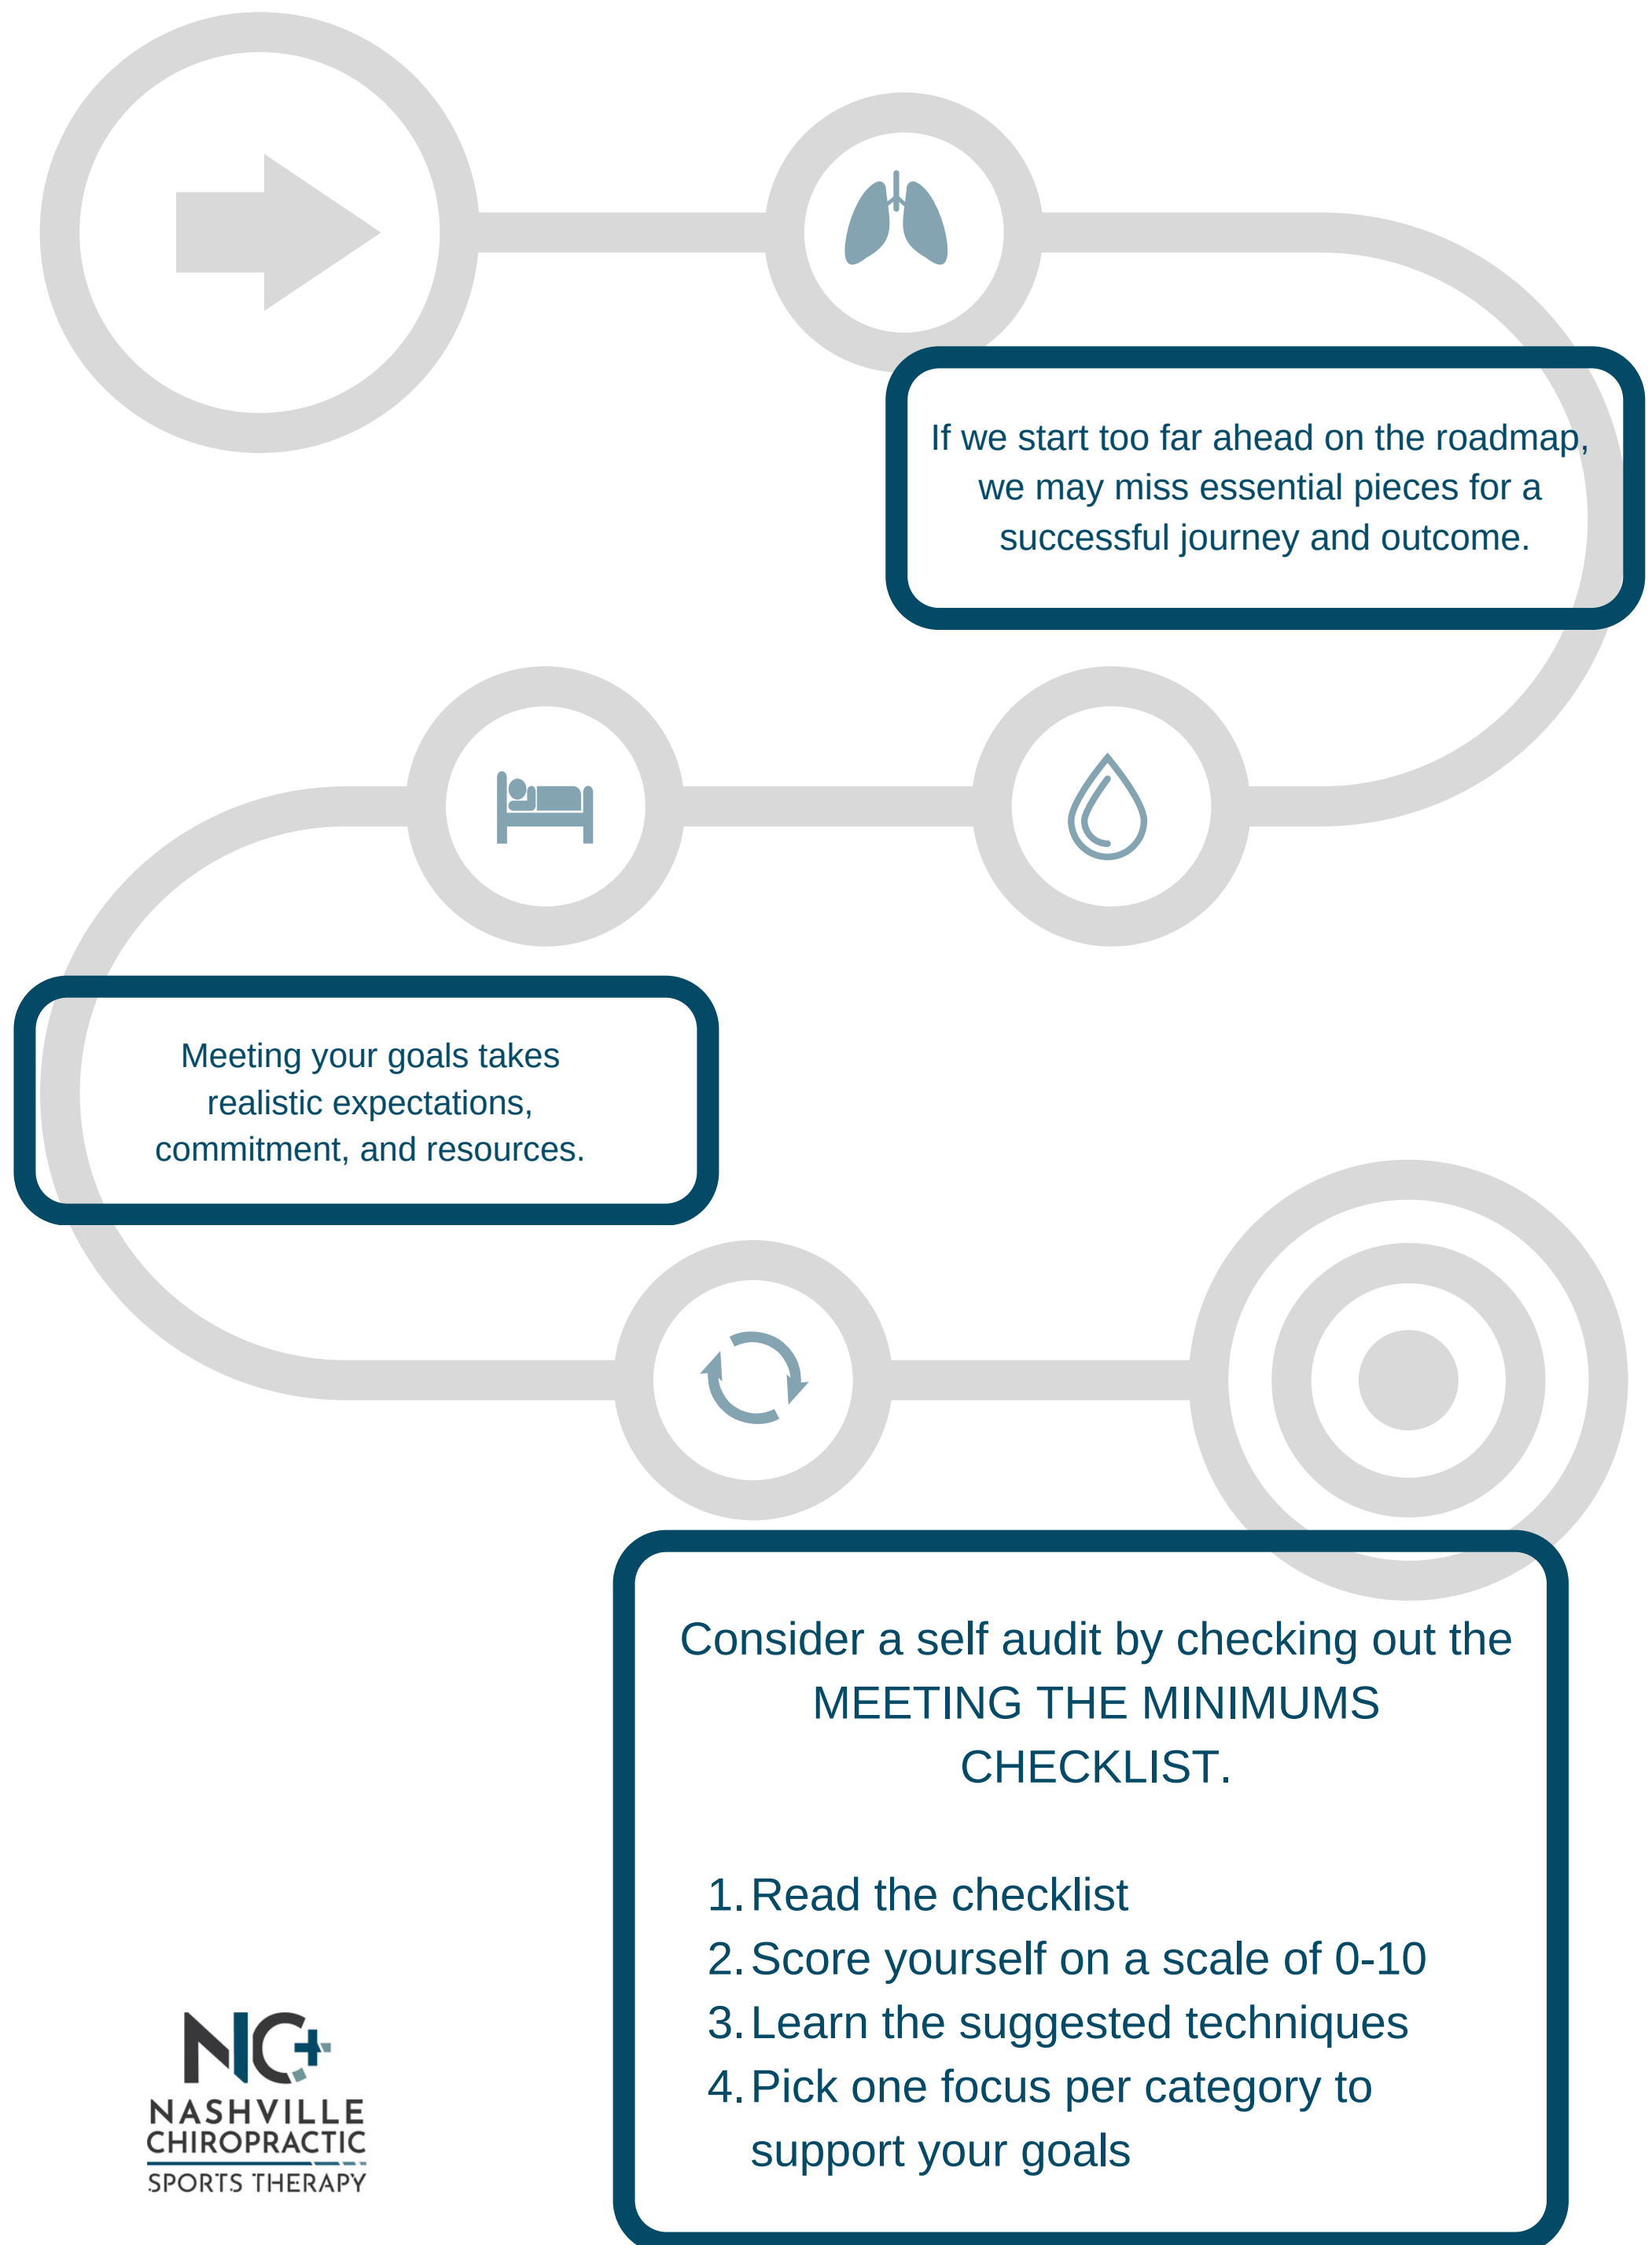 If we start too far ahead on the roadmap,
we may miss essential pieces for a
successful journey and outcome.
Meeting your goals takes
realistic expectations,
commitment, and resources.
Consider a self audit by checking out the
MEETING THE MINIMUMS
CHECKLIST.
1. Read the checklist
2. Score yourself on a scale of 0-10
3. Learn the suggested techniques
4. Pick one focus per category to
support your goals
NC+
NASHVILLE
CHIROPRACTIC
SPORTS THERAPY